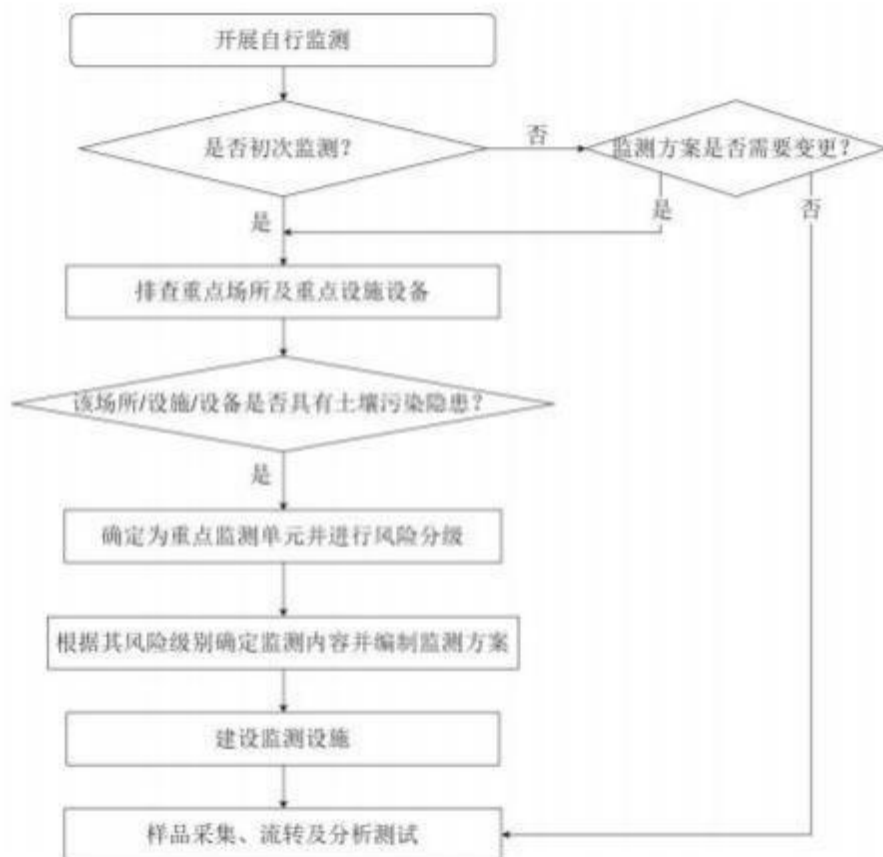 开展自行监测
是否初次监测？
否
监测方案是否需要变更？
是
是
否
排查重点场所及重点设施设备
该场所/设施/设备是否具有土壤污染隐患？
是
确定为重点监测单元并进行风险分级
根据其风险级别确定监测内容并编制监测方案
建设监测设施
样品采集、流转及分析测试